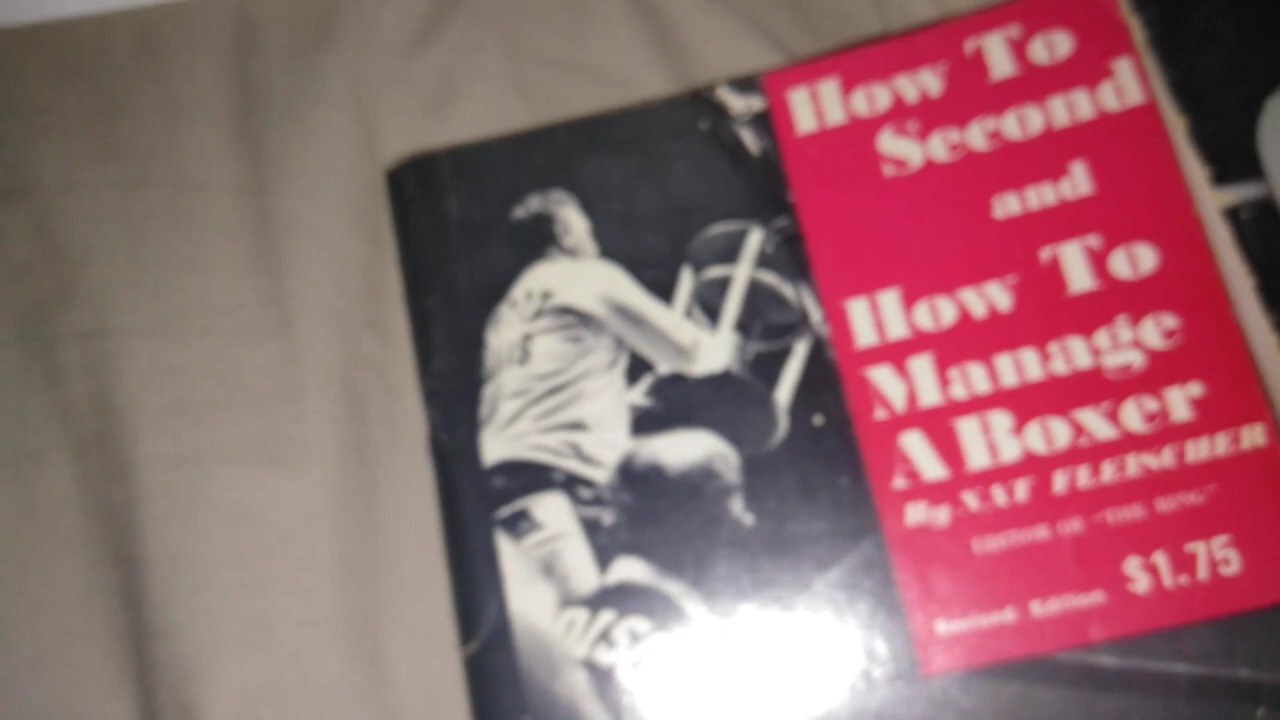 How To
Second
and
How To
Manage
A Boxer
By NAT FLEISCHER
EDITOR OF "THE RING"
Revised Edition $1.75